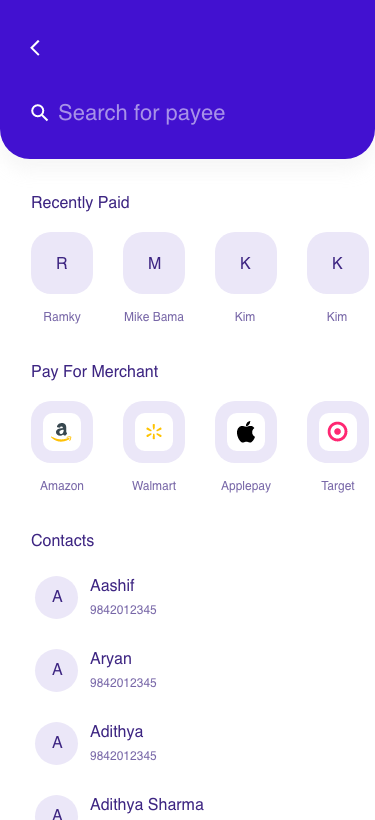 Search for payee
Recently Paid
R M K K
Ramky Mike Bama Kim Kim
Pay For Merchant
a
Amazon Walmart Applepay Target
Contacts
A
Aashif
9842012345
A
Aryan
9842012345
A
Adithya
9842012345
A
Adithya Sharma